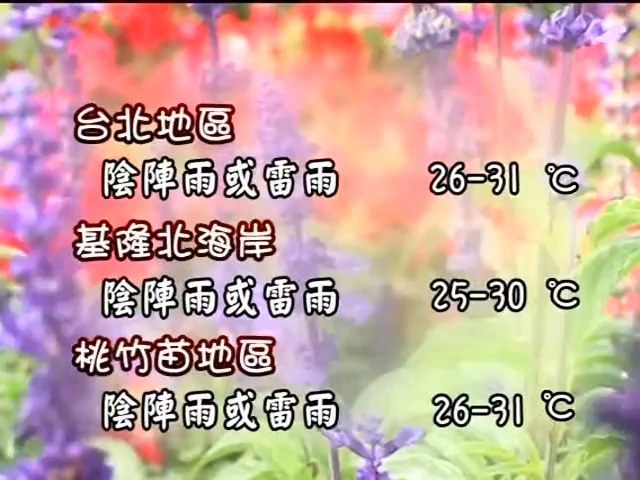 台北地區
陰陣雨或雷雨 26-31 ℃
基隆北海岸
陰陣雨或雷雨 25-30 ℃
桃竹苗地區
陰陣雨或雷雨 26-31 ℃